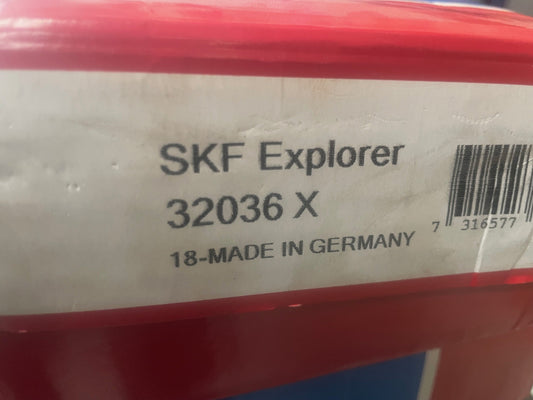 SKF Explorer
32036 X
18-MADE IN GERMANY
7 316577